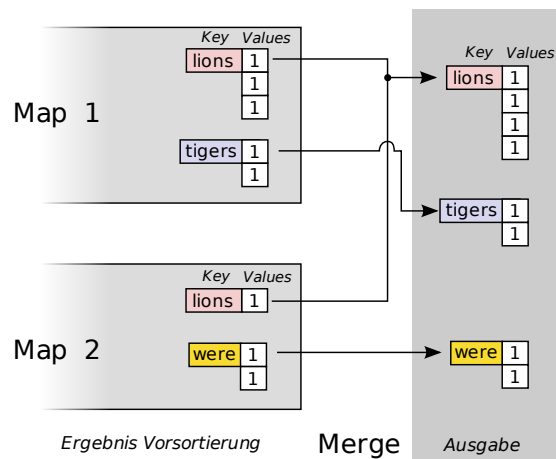 Key Values
lions 1
1
1
Map 1
tigers 1
1
Key Values
lions 1
Map 2
were 1
1
Ergebnis Vorsortierung
Merge
Key Values
lions 1
1
1
1
tigers 1
1
were 1
1
Ausgabe